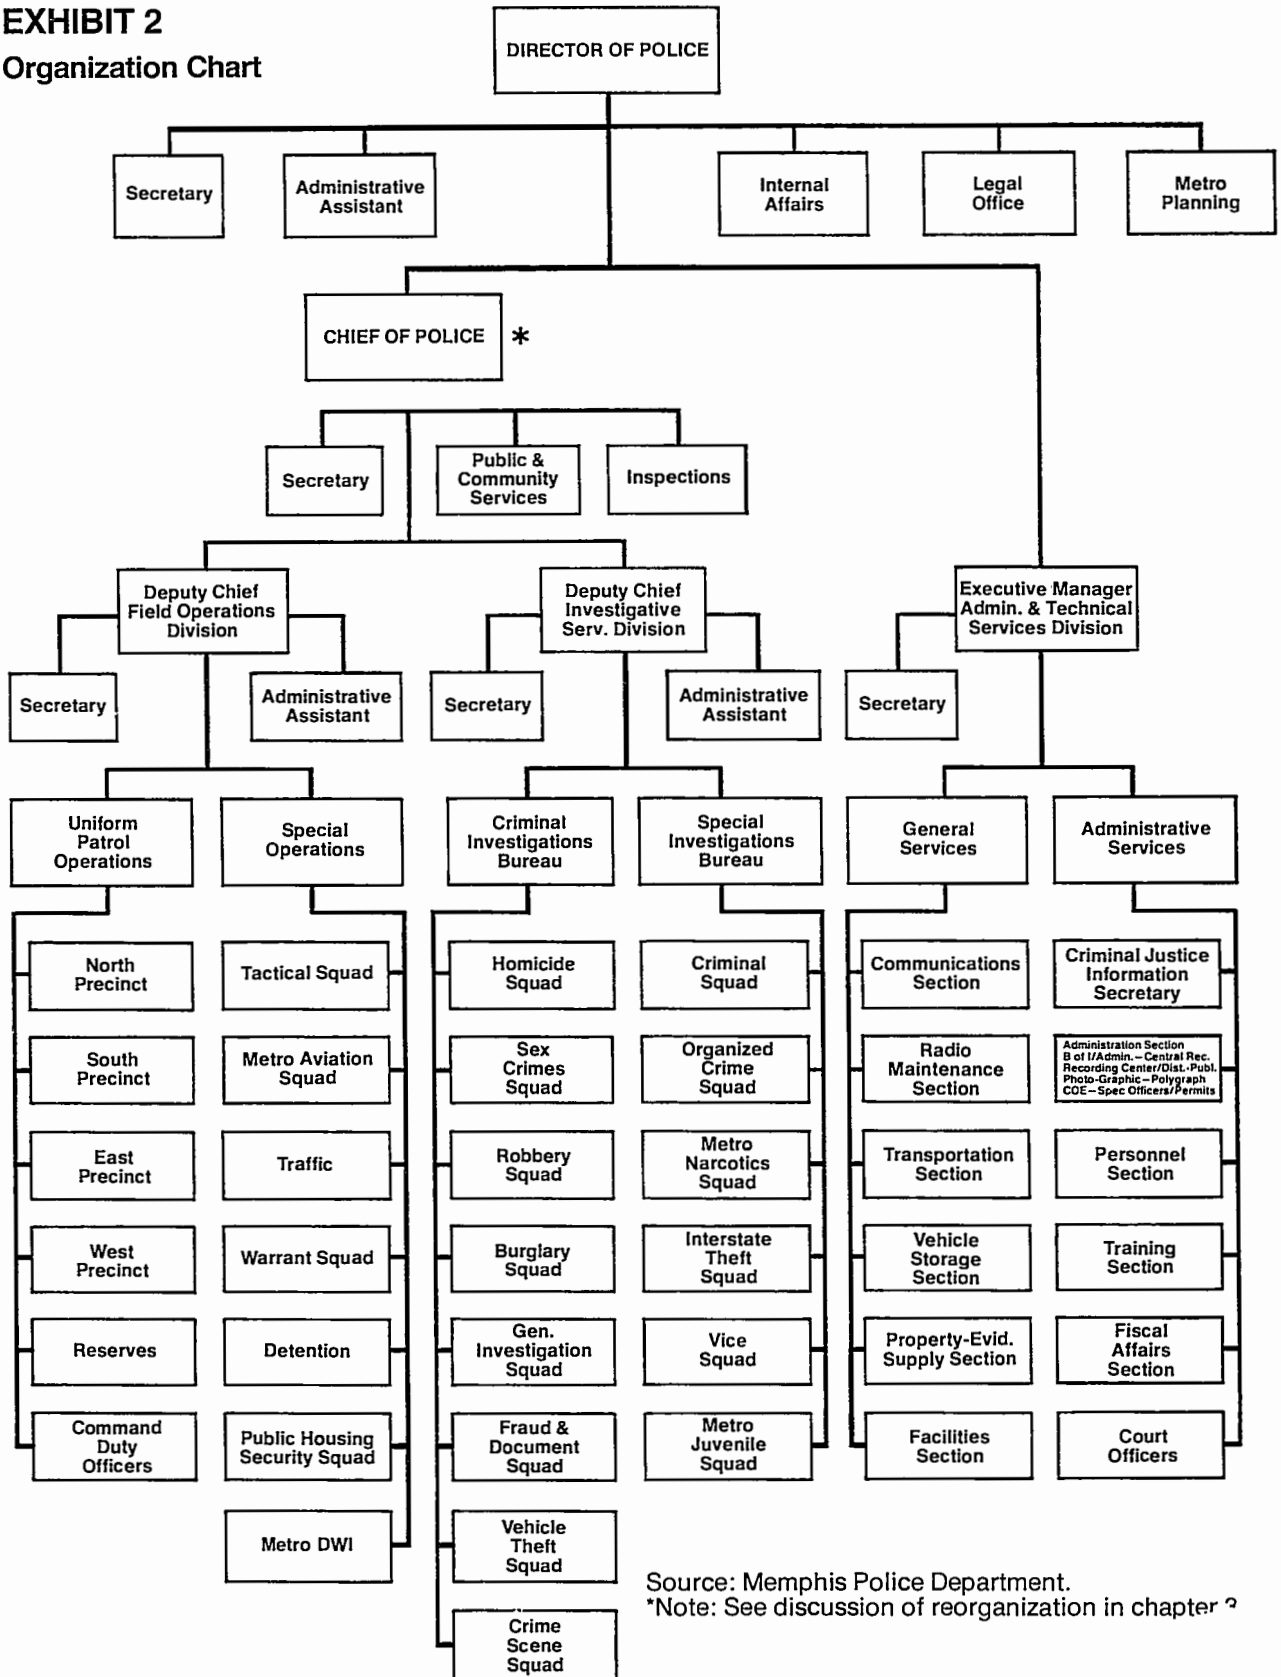 EXHIBIT 2
Organization Chart
DIRECTOR OF POLICE
Secretary
Administrative
Assistant
Internal
Affairs
Legal
Office
Metro
Planning
CHIEF OF POLICE *
Secretary
Public &
Community
Services
Inspections
Deputy Chief
Field Operations
Division
Deputy Chief
Investigative
Serv. Division
Executive Manager
Admin. & Technical
Services Division
Secretary
Administrative
Assistant
Secretary
Administrative
Assistant
Secretary
Uniform
Patrol
Operations
Special
Operations
Criminal
Investigations
Bureau
Special
Investigations
Bureau
General
Services
Administrative
Services
North
Precinct
South
Precinct
East
Precinct
West
Precinct
Reserves
Command
Duty
Officers
Tactical Squad
Metro Aviation
Squad
Traffic
Warrant Squad
Detention
Public Housing
Security Squad
Metro DWI
Homicide
Squad
Sex
Crimes
Squad
Robbery
Squad
Burglary
Squad
Gen.
Investigation
Squad
Fraud &
Document
Squad
Vehicle
Theft
Squad
Crime
Scene
Squad
Criminal
Squad
Organized
Crime
Squad
Metro
Narcotics
Squad
Interstate
Theft
Squad
Vice
Squad
Metro
Juvenile
Squad
Communications
Section
Radio
Maintenance
Section
Transportation
Section
Vehicle
Storage
Section
Property-Evid.
Supply Section
Facilities
Section
Criminal Justice
Information
Secretary
Administration Section
B of I/Admin.–Central Rec.
Recording Center/Dist.-Publ.
Photo-Graphic–Polygraph
COE–Spec Officers/Permits
Personnel
Section
Training
Section
Fiscal
Affairs
Section
Court
Officers
Source: Memphis Police Department.
*Note: See discussion of reorganization in chapter